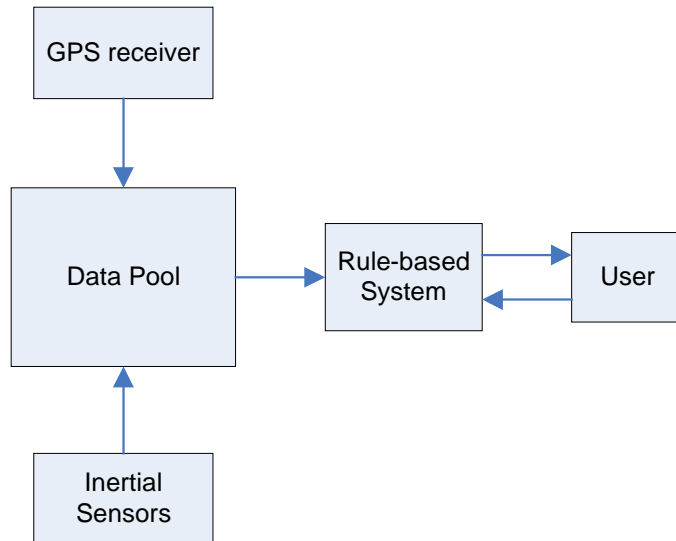 GPS receiver
Data Pool
Rule-based
System
User
Inertial
Sensors